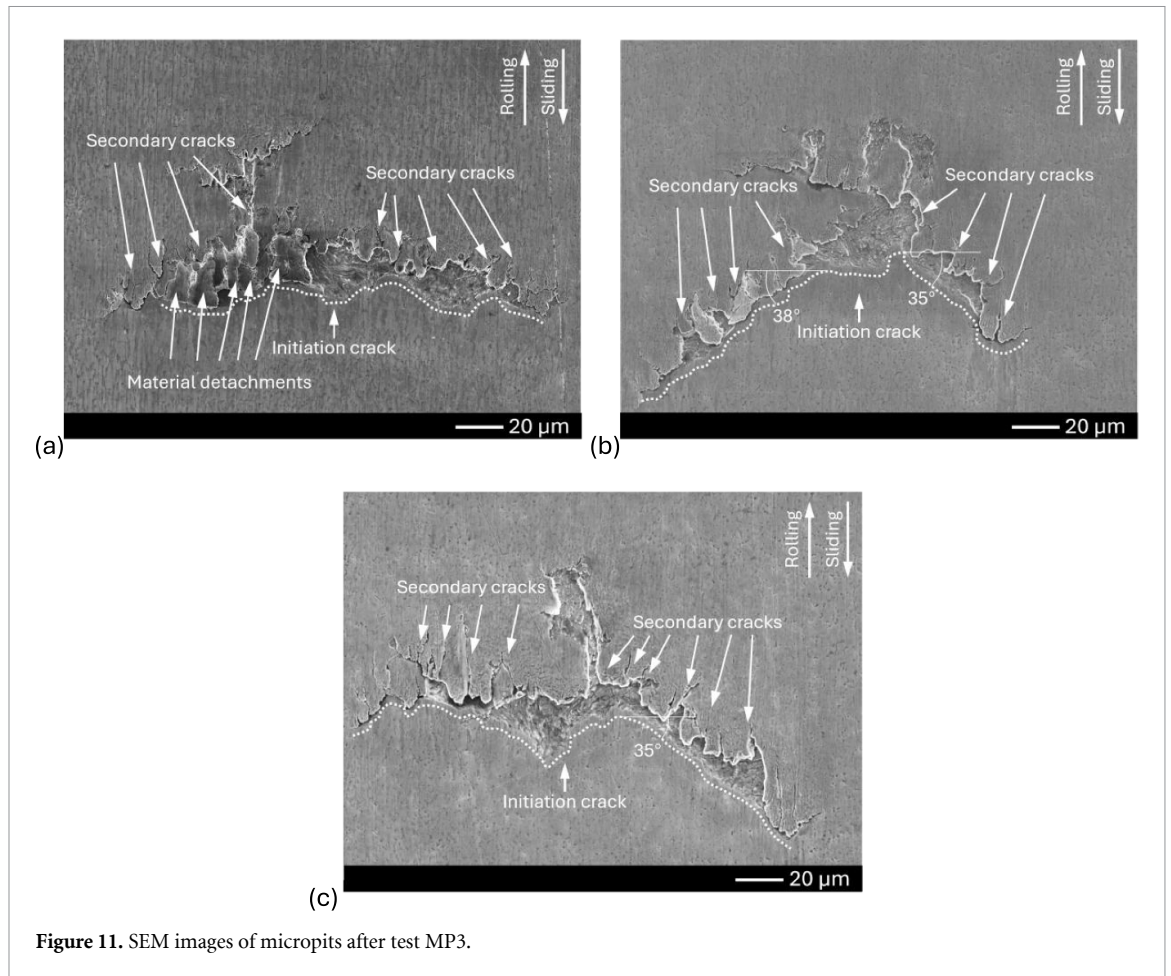 Rolling
Sliding
Secondary cracks
Secondary cracks
Initiation crack
Material detachments
20 µm
(a)
Rolling
Sliding
Secondary cracks
Secondary cracks
38°
35°
Initiation crack
20 µm
(b)
Rolling
Sliding
Secondary cracks
Secondary cracks
35°
Initiation crack
20 µm
(c)
Figure 11. SEM images of micropits after test MP3.